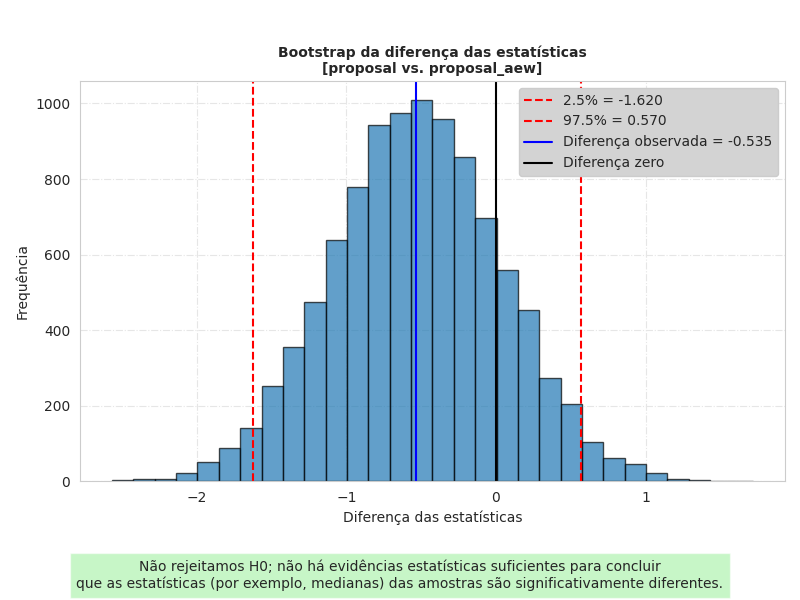 Bootstrap da diferença das estatísticas
[proposal vs. proposal_aew]
2.5% = -1.620
97.5% = 0.570
Diferença observada = -0.535
Diferença zero
Frequência
1000
800
600
400
200
0
−2
−1
0
1
Diferença das estatísticas
Não rejeitamos H0; não há evidências estatísticas suficientes para concluir
que as estatísticas (por exemplo, medianas) das amostras são significativamente diferentes.